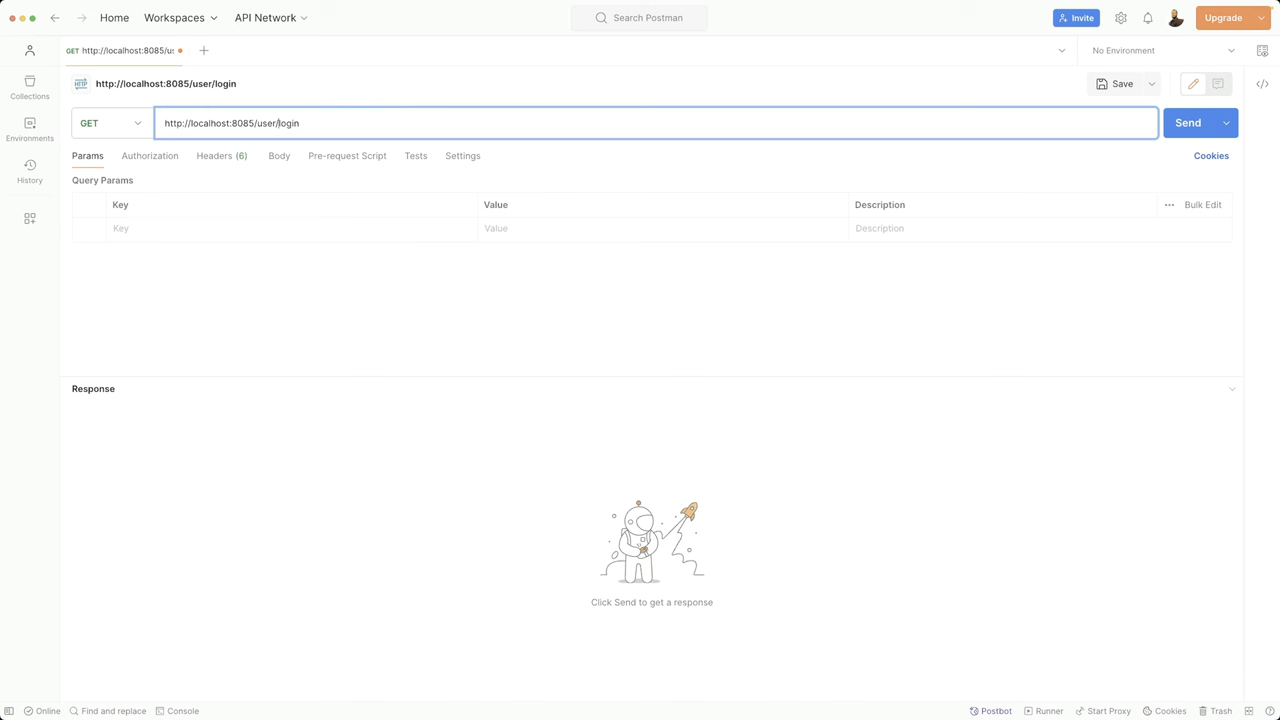 Home Workspaces API Network Search Postman Invite Upgrade
GET http://localhost:8085/us No Environment
HTTP http://localhost:8085/user/login Save
GET http://localhost:8085/user/login Send
Params Authorization Headers (6) Body Pre-request Script Tests Settings Cookies
Query Params
Key Value Description Bulk Edit
Key Value Description
Collections
Environments
History
Response
Click Send to get a response
Online Find and replace Console Postbot Runner Start Proxy Cookies Trash